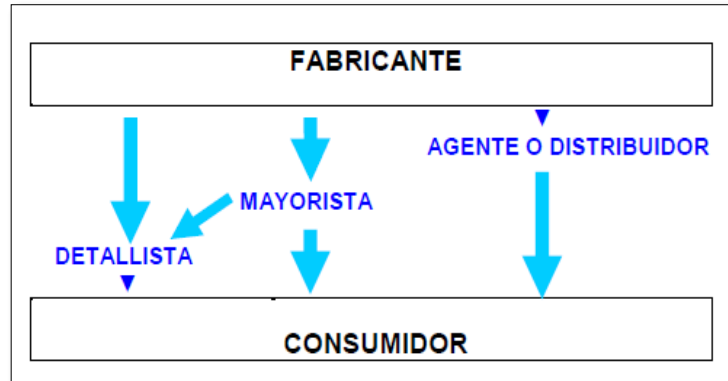 FABRICANTE
AGENTE O DISTRIBUIDOR
MAYORISTA
DETALLISTA
CONSUMIDOR